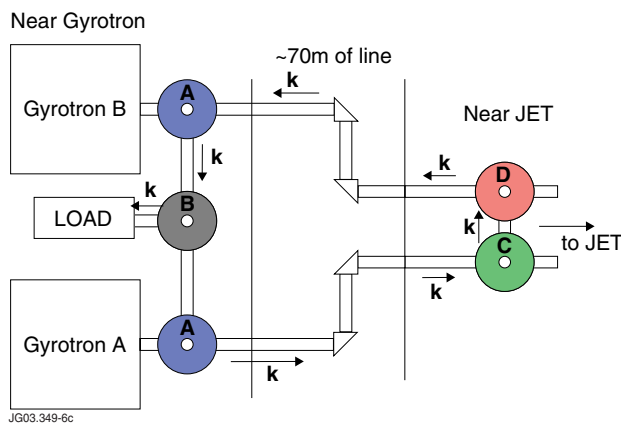 Near Gyrotron
~70m of line
A
k
Gyrotron B
Near JET
k
k
D
k
B
LOAD
k
to JET
C
k
A
Gyrotron A
k
JG03.349-6c